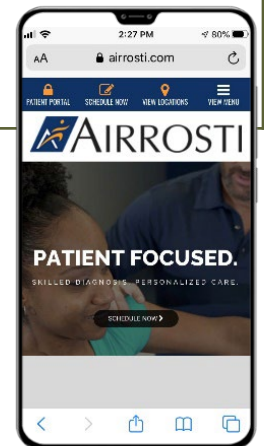 2:27 PM
80%
AA airrosti.com
PATIENT PORTAL SCHEDULE NOW VIEW LOCATIONS VIEW MENU
AIRROSTI
PATIENT FOCUSED.
SKILLED DIAGNOSIS. PERSONALIZED CARE.
SCHEDULE NOW